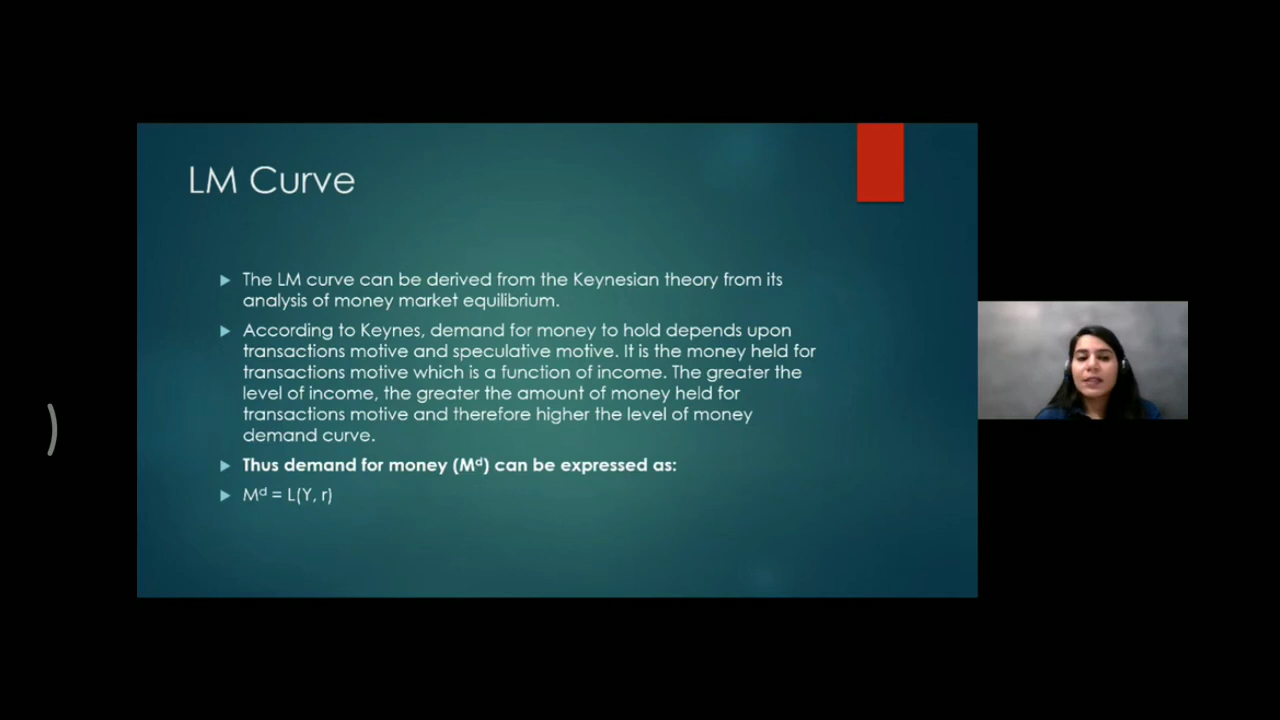 LM Curve
The LM curve can be derived from the Keynesian theory from its
analysis of money market equilibrium.
According to Keynes, demand for money to hold depends upon
transactions motive and speculative motive. It is the money held for
transactions motive which is a function of income. The greater the
level of income, the greater the amount of money held for
transactions motive and therefore higher the level of money
demand curve.
Thus demand for money (Mᵈ) can be expressed as:
Mᵈ = L(Y, r)